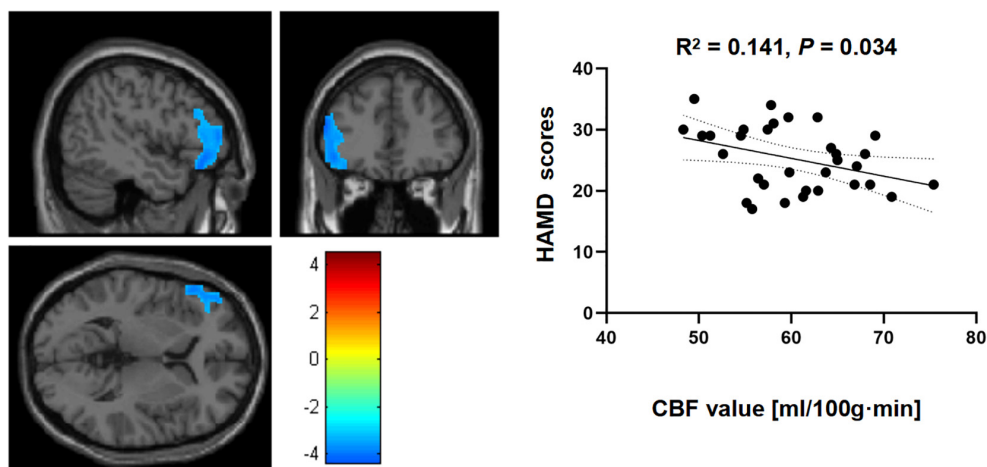 4
2
0
-2
-4
R² = 0.141, P = 0.034
HAMD scores
40
30
20
10
0
40 50 60 70 80
CBF value [ml/100g·min]